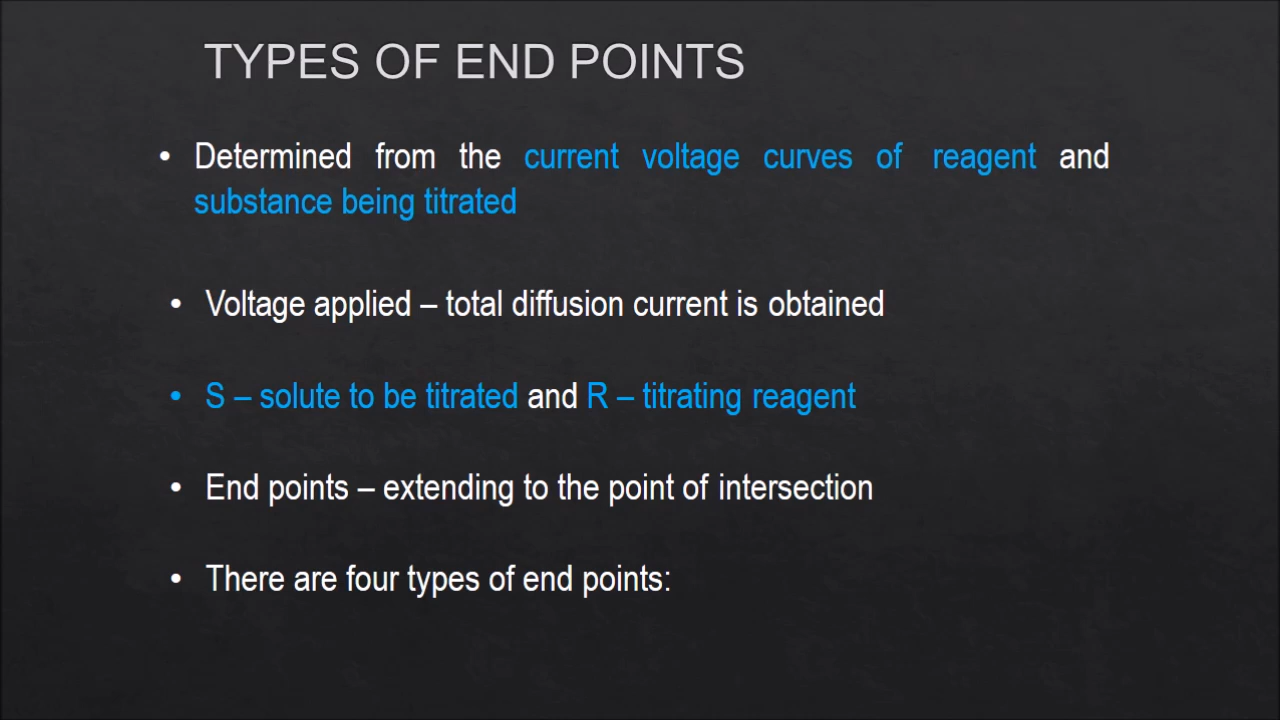 TYPES OF END POINTS
• Determined from the current voltage curves of reagent and
substance being titrated
• Voltage applied – total diffusion current is obtained
• S – solute to be titrated and R – titrating reagent
• End points – extending to the point of intersection
• There are four types of end points: